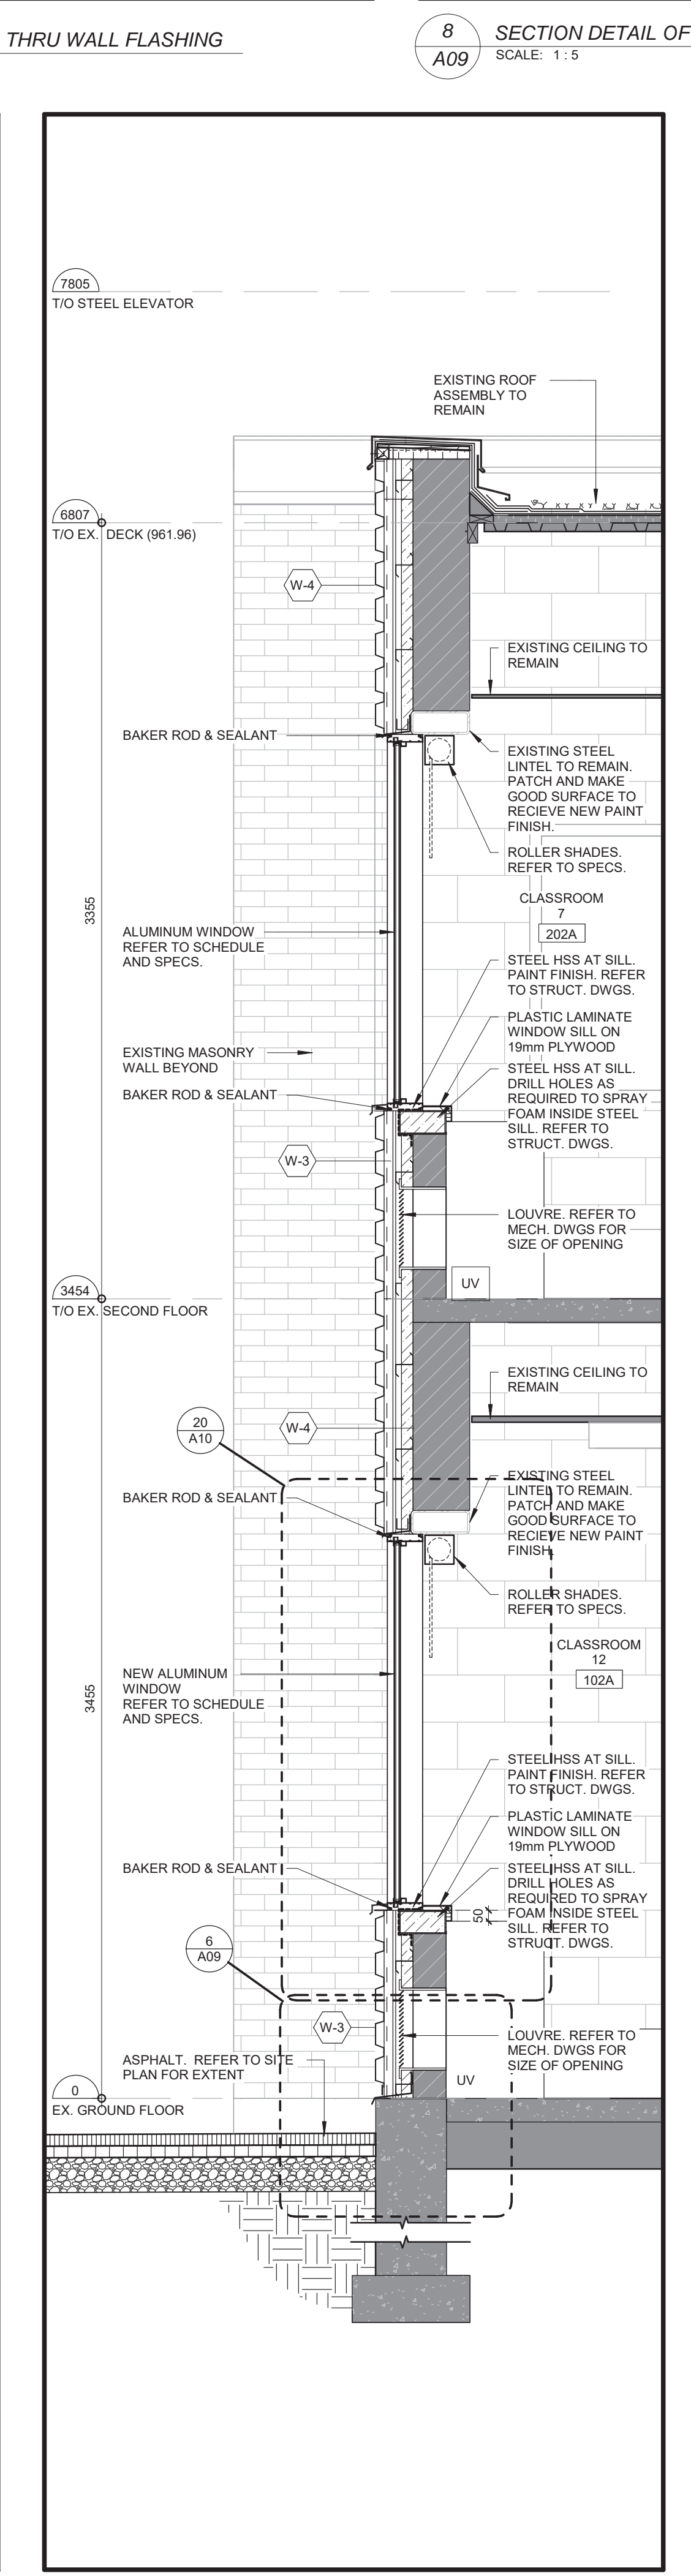 THRU WALL FLASHING
8
A09
SECTION DETAIL OF
SCALE: 1 : 5
7805
T/O STEEL ELEVATOR
EXISTING ROOF
ASSEMBLY TO
REMAIN
6807
T/O EX. DECK (961.96)
W-4
EXISTING CEILING TO
REMAIN
BAKER ROD & SEALANT
EXISTING STEEL
LINTEL TO REMAIN.
PATCH AND MAKE
GOOD SURFACE TO
RECIEVE NEW PAINT
FINISH.
ROLLER SHADES.
REFER TO SPECS.
3355
CLASSROOM
7
202A
ALUMINUM WINDOW
REFER TO SCHEDULE
AND SPECS.
STEEL HSS AT SILL.
PAINT FINISH. REFER
TO STRUCT. DWGS.
PLASTIC LAMINATE
WINDOW SILL ON
19mm PLYWOOD
EXISTING MASONRY
WALL BEYOND
STEEL HSS AT SILL.
DRILL HOLES AS
REQUIRED TO SPRAY
FOAM INSIDE STEEL
SILL. REFER TO
STRUCT. DWGS.
BAKER ROD & SEALANT
W-3
LOUVRE. REFER TO
MECH. DWGS FOR
SIZE OF OPENING
UV
3454
T/O EX. SECOND FLOOR
EXISTING CEILING TO
REMAIN
20
A10
W-4
BAKER ROD & SEALANT
EXISTING STEEL
LINTEL TO REMAIN.
PATCH AND MAKE
GOOD SURFACE TO
RECIEVE NEW PAINT
FINISH.
ROLLER SHADES.
REFER TO SPECS.
CLASSROOM
12
102A
3455
NEW ALUMINUM
WINDOW
REFER TO SCHEDULE
AND SPECS.
STEEL HSS AT SILL.
PAINT FINISH. REFER
TO STRUCT. DWGS.
PLASTIC LAMINATE
WINDOW SILL ON
19mm PLYWOOD
BAKER ROD & SEALANT
STEEL HSS AT SILL.
DRILL HOLES AS
REQUIRED TO SPRAY
FOAM INSIDE STEEL
SILL. REFER TO
STRUCT. DWGS.
50
6
A09
W-3
LOUVRE. REFER TO
MECH. DWGS FOR
SIZE OF OPENING
ASPHALT. REFER TO SITE
PLAN FOR EXTENT
UV
0
EX. GROUND FLOOR